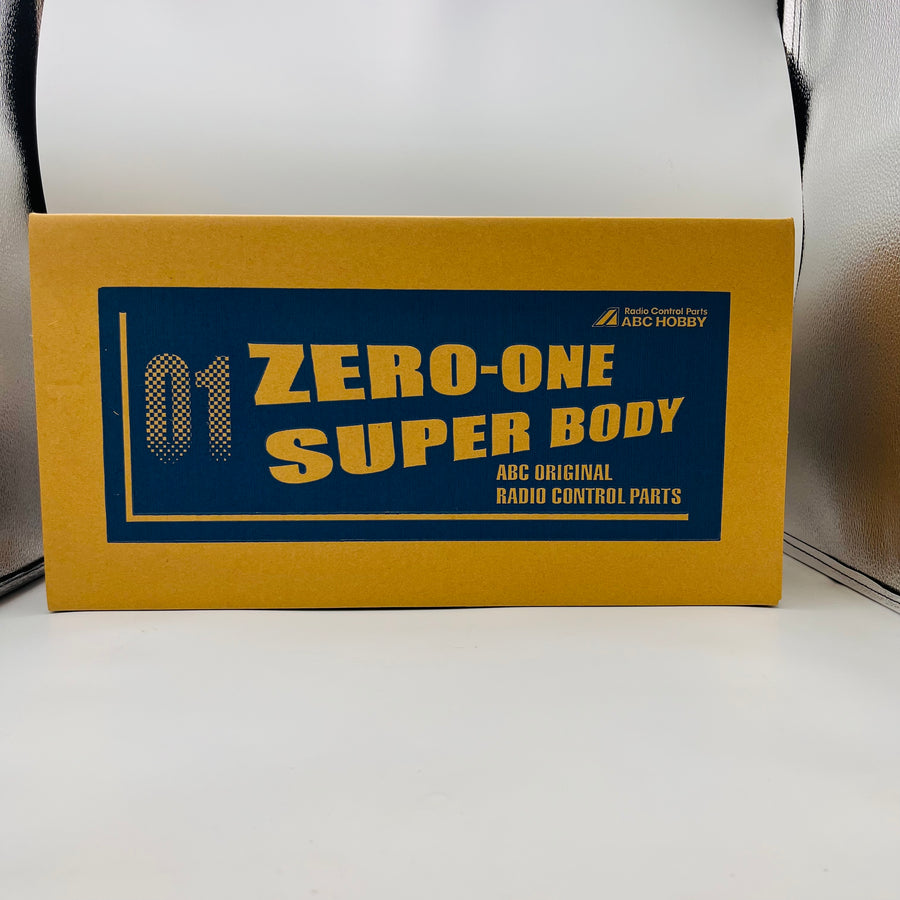 Radio Control Parts
ABC HOBBY
01
ZERO-ONE
SUPER BODY
ABC ORIGINAL
RADIO CONTROL PARTS